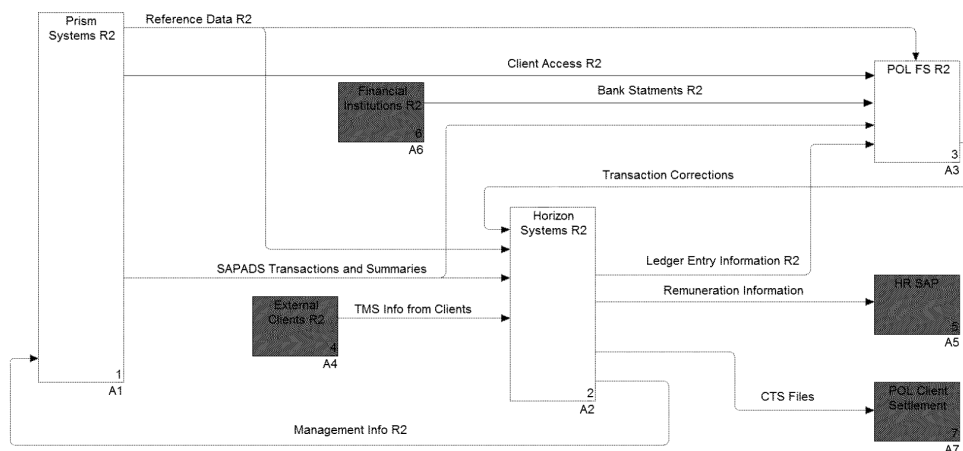 Prism
Systems R2
Reference Data R2
Client Access R2
POL FS R2
Financial
Institutions R2
6
A6
Bank Statments R2
3
A3
Transaction Corrections
Horizon
Systems R2
SAPADS Transactions and Summaries
Ledger Entry Information R2
External
Clients R2
4
A4
TMS Info from Clients
Remuneration Information
HR SAP
5
A5
1
A1
2
A2
CTS Files
POL Client
Settlement
7
A7
Management Info R2